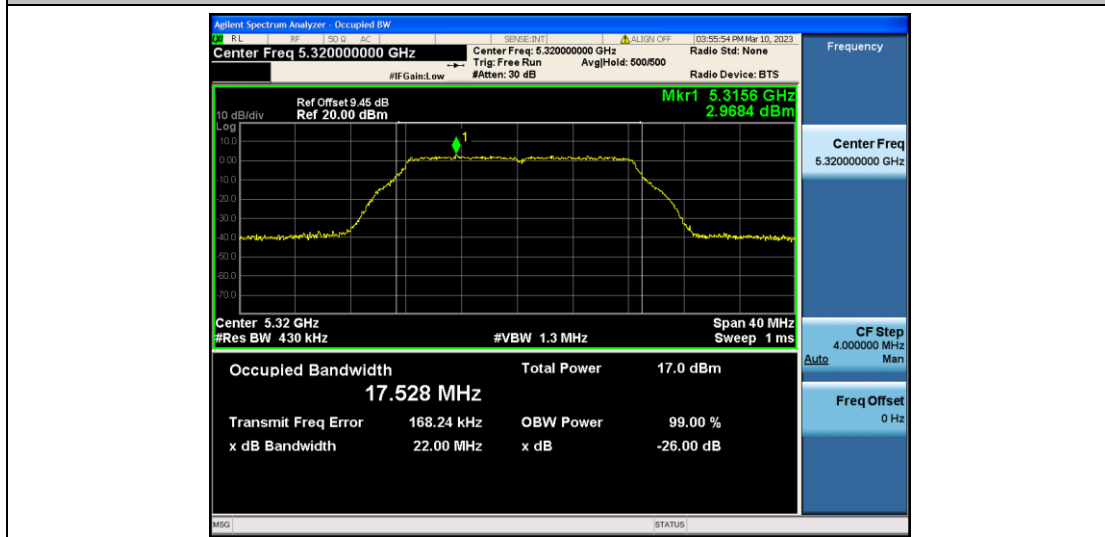 Agilent Spectrum Analyzer - Occupied BW
RL RF 50 Ω AC SENSE:INT ALIGN OFF 03:55:54 PM Mar 10, 2023
Center Freq 5.320000000 GHz
Center Freq: 5.320000000 GHz Radio Std: None
Trig: Free Run Avg|Hold: 500/500
#IFGain:Low #Atten: 30 dB Radio Device: BTS
Frequency
Ref Offset 9.45 dB
10 dB/div Ref 20.00 dBm
Mkr1 5.3156 GHz
2.9684 dBm
Log
10.0
0.00
-10.0
-20.0
-30.0
-40.0
-50.0
-60.0
-70.0
1
Center 5.32 GHz Span 40 MHz
#Res BW 430 kHz #VBW 1.3 MHz Sweep 1 ms
Occupied Bandwidth Total Power 17.0 dBm
17.528 MHz
Transmit Freq Error 168.24 kHz OBW Power 99.00 %
x dB Bandwidth 22.00 MHz x dB -26.00 dB
Center Freq
5.320000000 GHz
CF Step
4.000000 MHz
Auto Man
Freq Offset
0 Hz
MSG STATUS